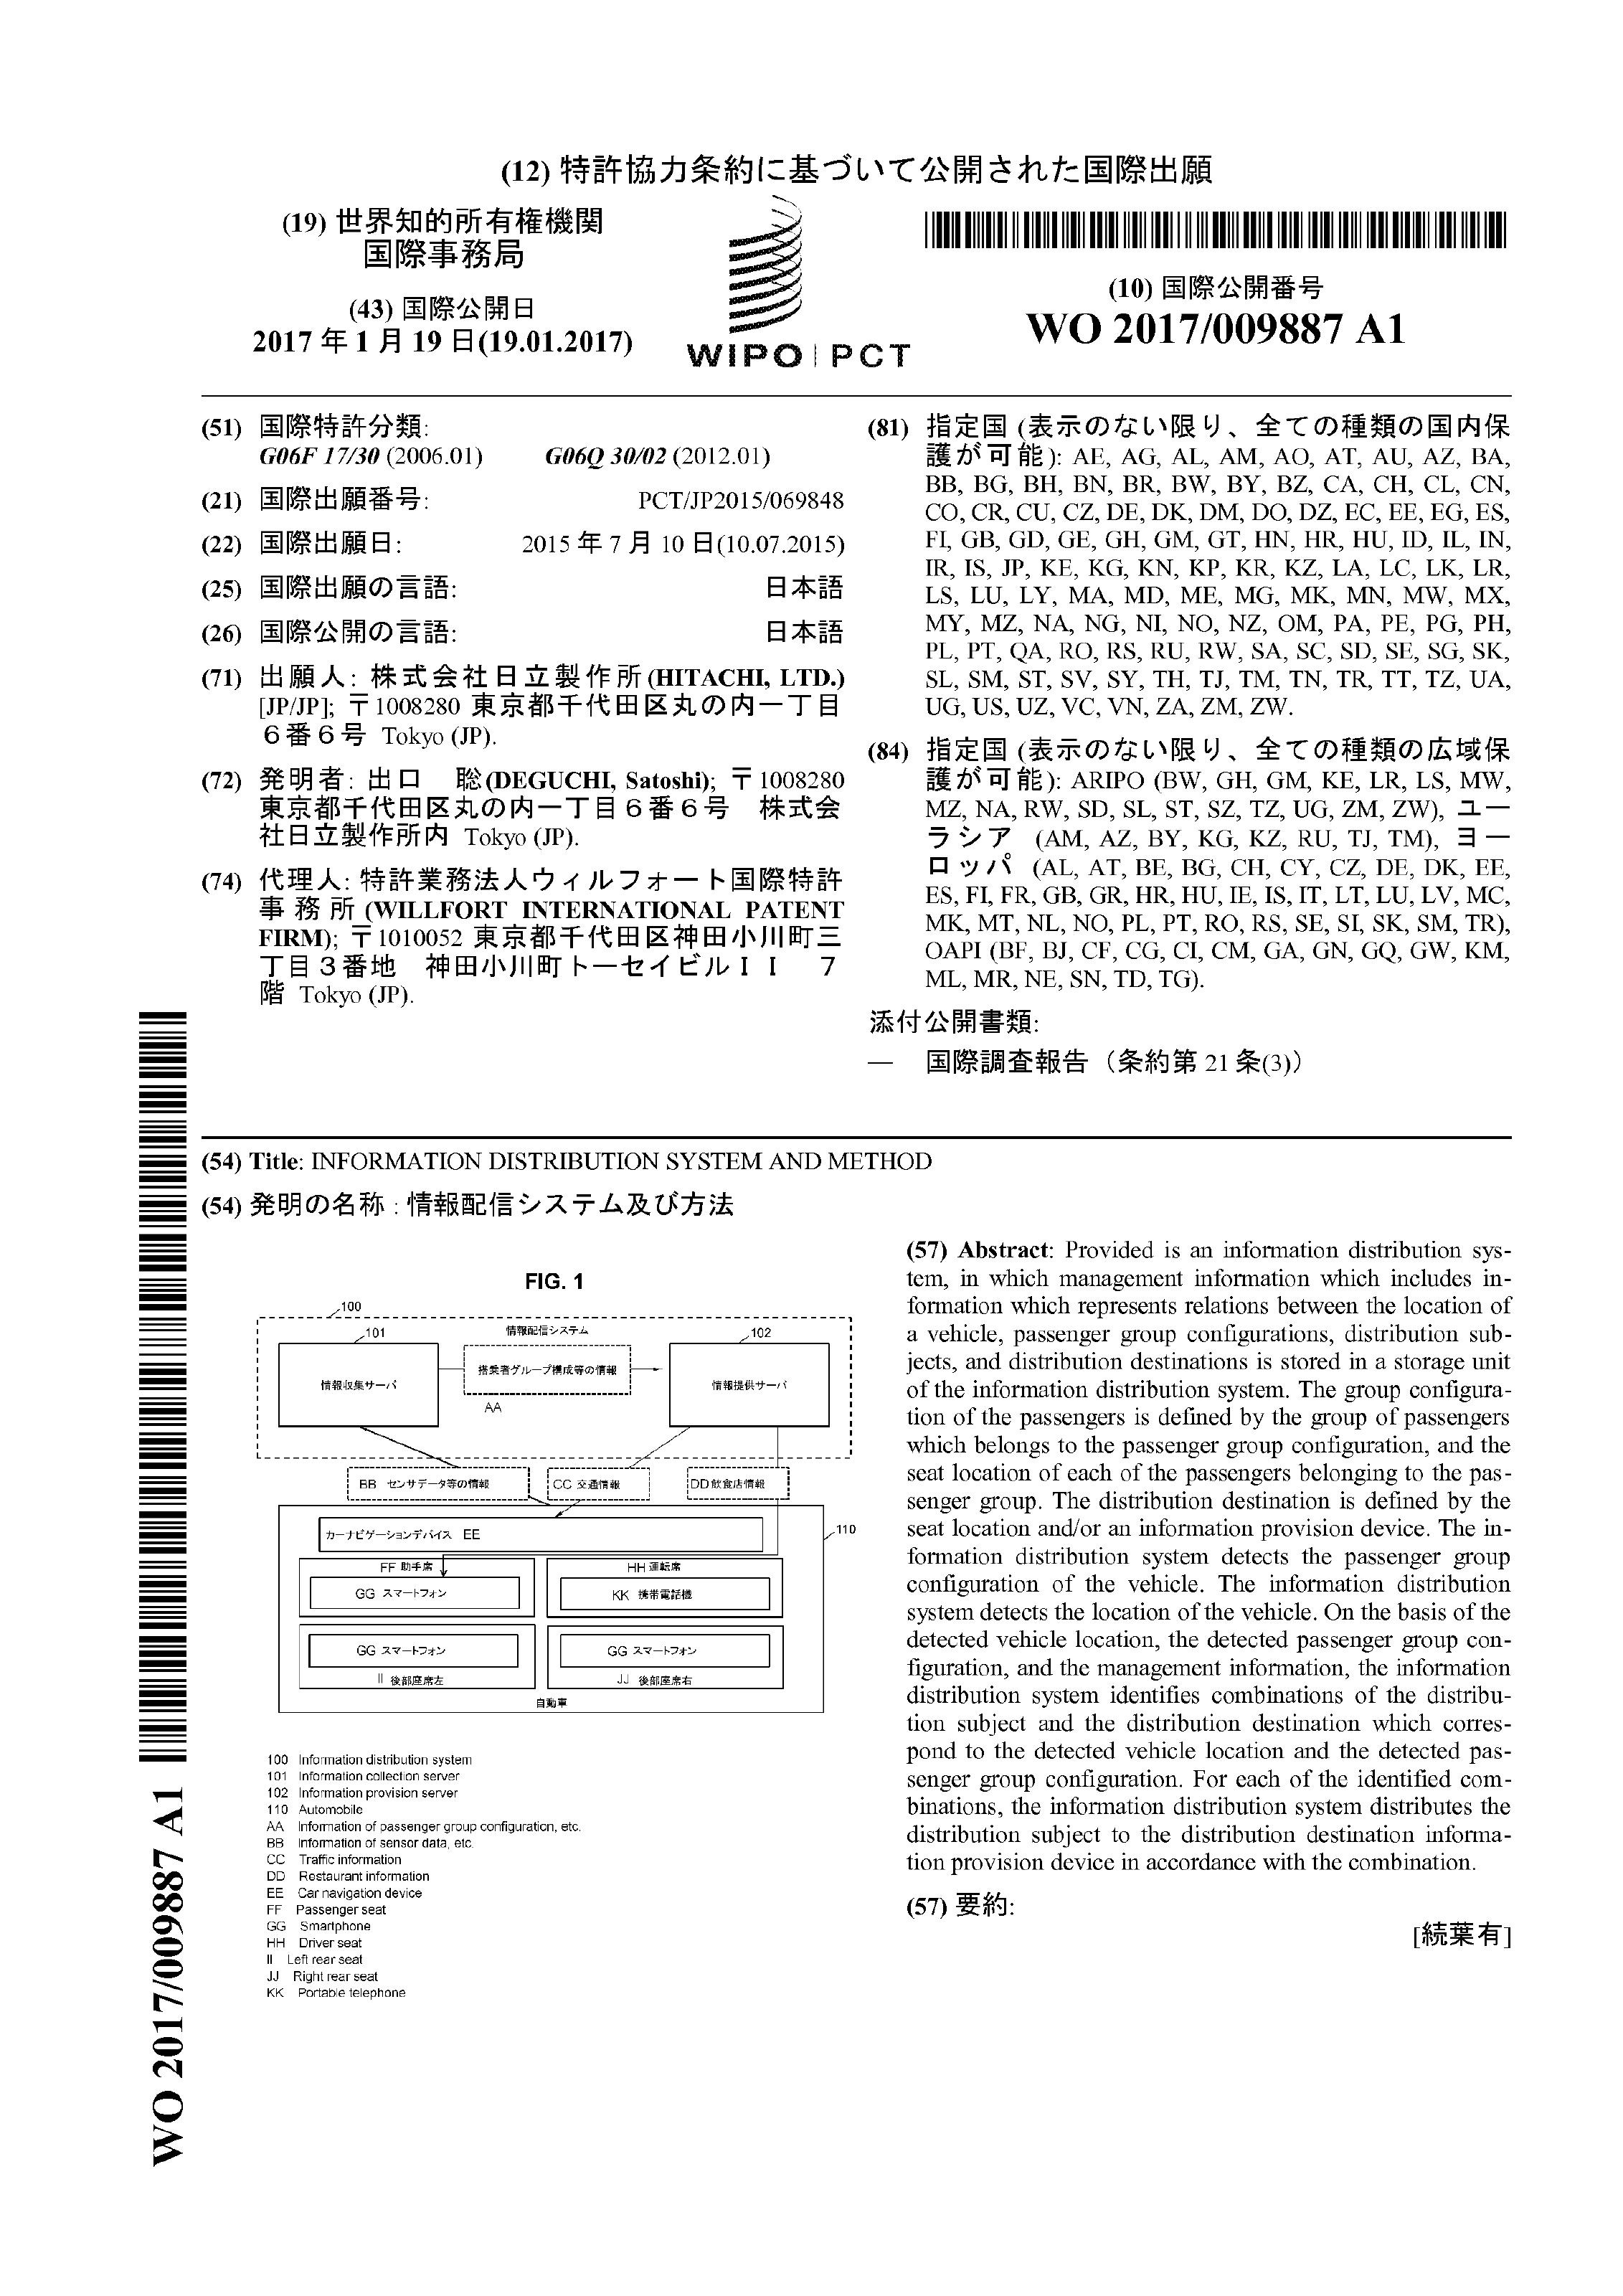 (12) 特許協力条約に基づいて公開された国際出願
(19) 世界知的所有権機関
国際事務局
(43) 国際公開日
2017 年 1 月 19 日(19.01.2017)
WIPO | PCT
(10) 国際公開番号
WO 2017/009887 A1
(51) 国際特許分類:
G06F 17/30 (2006.01) G06Q 30/02 (2012.01)
(21) 国際出願番号: PCT/JP2015/069848
(22) 国際出願日: 2015 年 7 月 10 日(10.07.2015)
(25) 国際出願の言語: 日本語
(26) 国際公開の言語: 日本語
(71) 出願人: 株式会社日立製作所(HITACHI, LTD.)
[JP/JP]; 〒1008280 東京都千代田区丸の内一丁目
6番6号 Tokyo (JP).
(72) 発明者: 出口 聡(DEGUCHI, Satoshi); 〒1008280
東京都千代田区丸の内一丁目6番6号 株式会
社日立製作所内 Tokyo (JP).
(74) 代理人: 特許業務法人ウィルフォート国際特許
事務所(WILLFORT INTERNATIONAL PATENT
FIRM); 〒1010052 東京都千代田区神田小川町三
丁目3番地 神田小川町トーセイビルII 7
階 Tokyo (JP).
(81) 指定国 (表示のない限り、全ての種類の国内保
護が可能): AE, AG, AL, AM, AO, AT, AU, AZ, BA,
BB, BG, BH, BN, BR, BW, BY, BZ, CA, CH, CL, CN,
CO, CR, CU, CZ, DE, DK, DM, DO, DZ, EC, EE, EG, ES,
FI, GB, GD, GE, GH, GM, GT, HN, HR, HU, ID, IL, IN,
IR, IS, JP, KE, KG, KN, KP, KR, KZ, LA, LC, LK, LR,
LS, LU, LY, MA, MD, ME, MG, MK, MN, MW, MX,
MY, MZ, NA, NG, NI, NO, NZ, OM, PA, PE, PG, PH,
PL, PT, QA, RO, RS, RU, RW, SA, SC, SD, SE, SG, SK,
SL, SM, ST, SV, SY, TH, TJ, TM, TN, TR, TT, TZ, UA,
UG, US, UZ, VC, VN, ZA, ZM, ZW.
(84) 指定国 (表示のない限り、全ての種類の広域保
護が可能): ARIPO (BW, GH, GM, KE, LR, LS, MW,
MZ, NA, RW, SD, SL, ST, SZ, TZ, UG, ZM, ZW), ユー
ラシア (AM, AZ, BY, KG, KZ, RU, TJ, TM), ヨー
ロッパ (AL, AT, BE, BG, CH, CY, CZ, DE, DK, EE,
ES, FI, FR, GB, GR, HR, HU, IE, IS, IT, LT, LU, LV, MC,
MK, MT, NL, NO, PL, PT, RO, RS, SE, SI, SK, SM, TR),
OAPI (BF, BJ, CF, CG, CI, CM, GA, GN, GQ, GW, KM,
ML, MR, NE, SN, TD, TG).
添付公開書類:
— 国際調査報告(条約第 21 条(3))
(54) Title: INFORMATION DISTRIBUTION SYSTEM AND METHOD
(54) 発明の名称 : 情報配信システム及び方法
FIG. 1
100
情報配信システム
101
102
情報収集サーバ
搭乗者グループ構成等の情報
情報提供サーバ
AA
BB センサデータ等の情報
CC 交通情報
DD 飲食店情報
110
カーナビゲーションデバイス EE
FF 助手席
HH 運転席
GG スマートフォン
KK 携帯電話機
GG スマートフォン
GG スマートフォン
II 後部座席左
JJ 後部座席右
自動車
100 Information distribution system
101 Information collection server
102 Information provision server
110 Automobile
AA Information of passenger group configuration, etc.
BB Information of sensor data, etc.
CC Traffic information
DD Restaurant information
EE Car navigation device
FF Passenger seat
GG Smartphone
HH Driver seat
II Left rear seat
JJ Right rear seat
KK Portable telephone
(57) Abstract: Provided is an information distribution sys-
tem, in which management information which includes in-
formation which represents relations between the location of
a vehicle, passenger group configurations, distribution sub-
jects, and distribution destinations is stored in a storage unit
of the information distribution system. The group configura-
tion of the passengers is defined by the group of passengers
which belongs to the passenger group configuration, and the
seat location of each of the passengers belonging to the pas-
senger group. The distribution destination is defined by the
seat location and/or an information provision device. The in-
formation distribution system detects the passenger group
configuration of the vehicle. The information distribution
system detects the location of the vehicle. On the basis of the
detected vehicle location, the detected passenger group con-
figuration, and the management information, the information
distribution system identifies combinations of the distribu-
tion subject and the distribution destination which corres-
pond to the detected vehicle location and the detected pas-
senger group configuration. For each of the identified com-
binations, the information distribution system distributes the
distribution subject to the distribution destination informa-
tion provision device in accordance with the combination.
(57) 要約:
[続葉有]
WO 2017/009887 A1